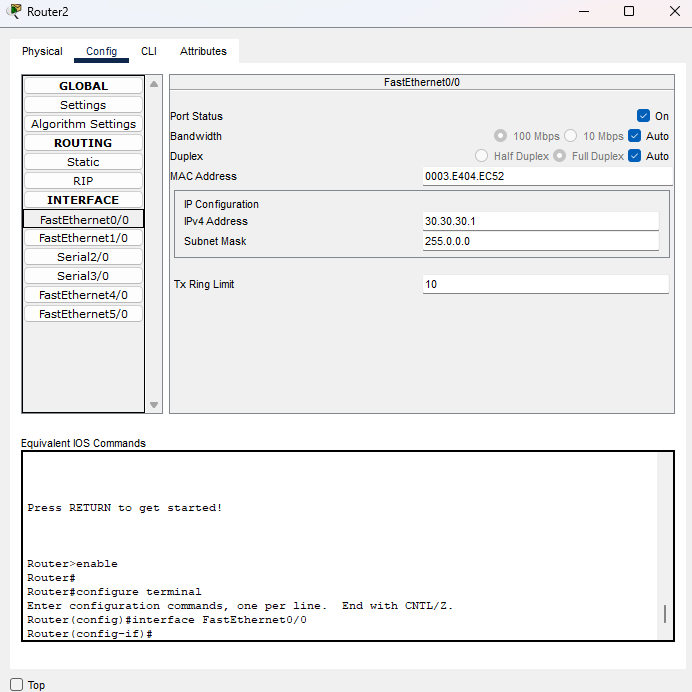 Router2
Physical Config CLI Attributes
GLOBAL
Settings
Algorithm Settings
ROUTING
Static
RIP
INTERFACE
FastEthernet0/0
FastEthernet1/0
Serial2/0
Serial3/0
FastEthernet4/0
FastEthernet5/0
FastEthernet0/0
Port Status On
Bandwidth 100 Mbps 10 Mbps Auto
Duplex Half Duplex Full Duplex Auto
MAC Address 0003.E404.EC52
IP Configuration
IPv4 Address 30.30.30.1
Subnet Mask 255.0.0.0
Tx Ring Limit 10
Equivalent IOS Commands
Press RETURN to get started!
Router>enable
Router#
Router#configure terminal
Enter configuration commands, one per line.  End with CNTL/Z.
Router(config)#interface FastEthernet0/0
Router(config-if)#
Top